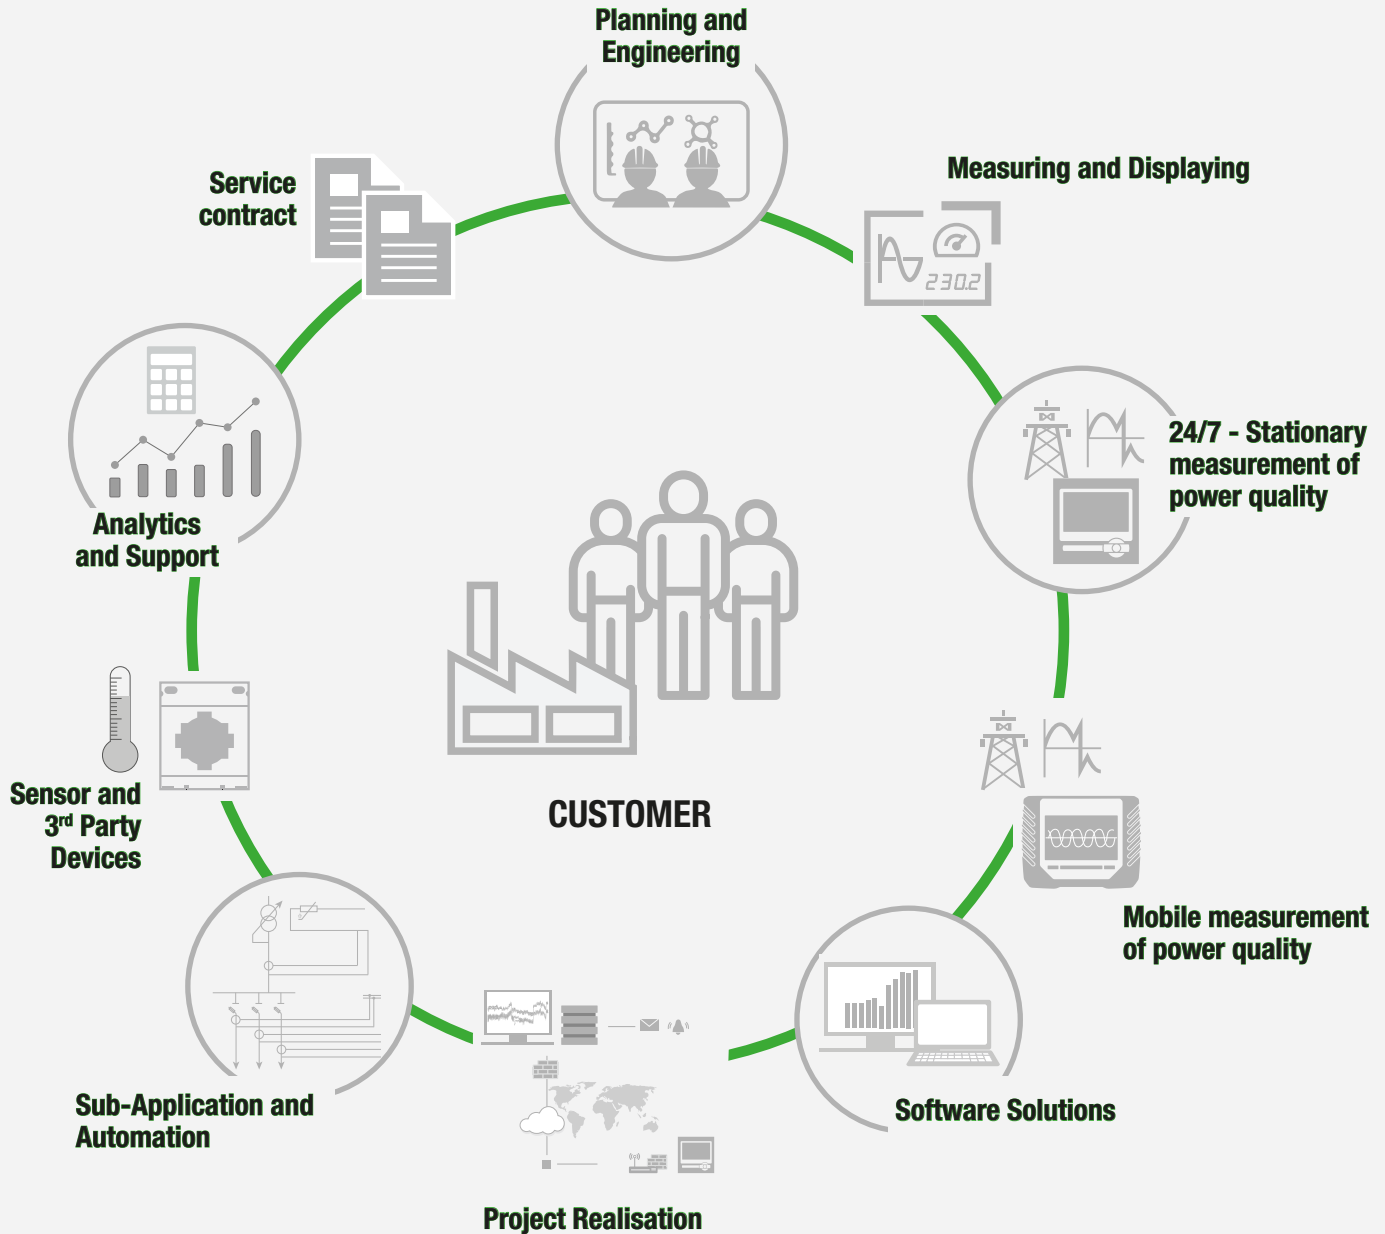 Planning and
Engineering
Measuring and Displaying
230.2
Service
contract
24/7 - Stationary
measurement of
power quality
Analytics
and Support
Sensor and
3rd Party
Devices
CUSTOMER
Mobile measurement
of power quality
Sub-Application and
Automation
Software Solutions
Project Realisation